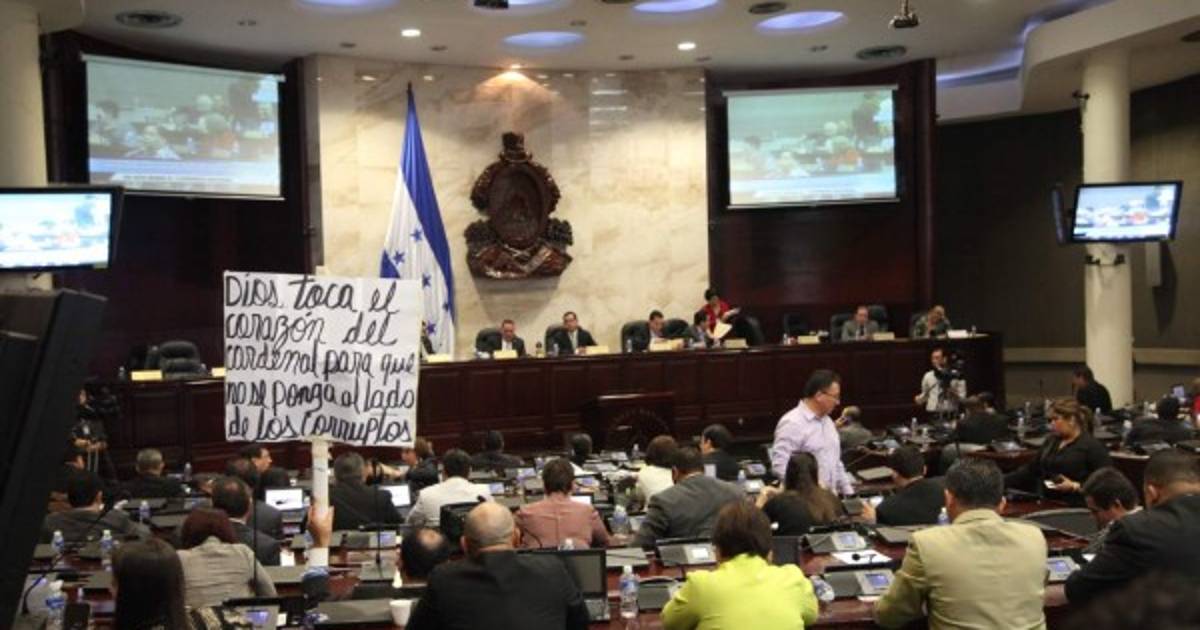 Dios, toca el
corazón del
cardenal para que
no se ponga al lado
de los corruptos